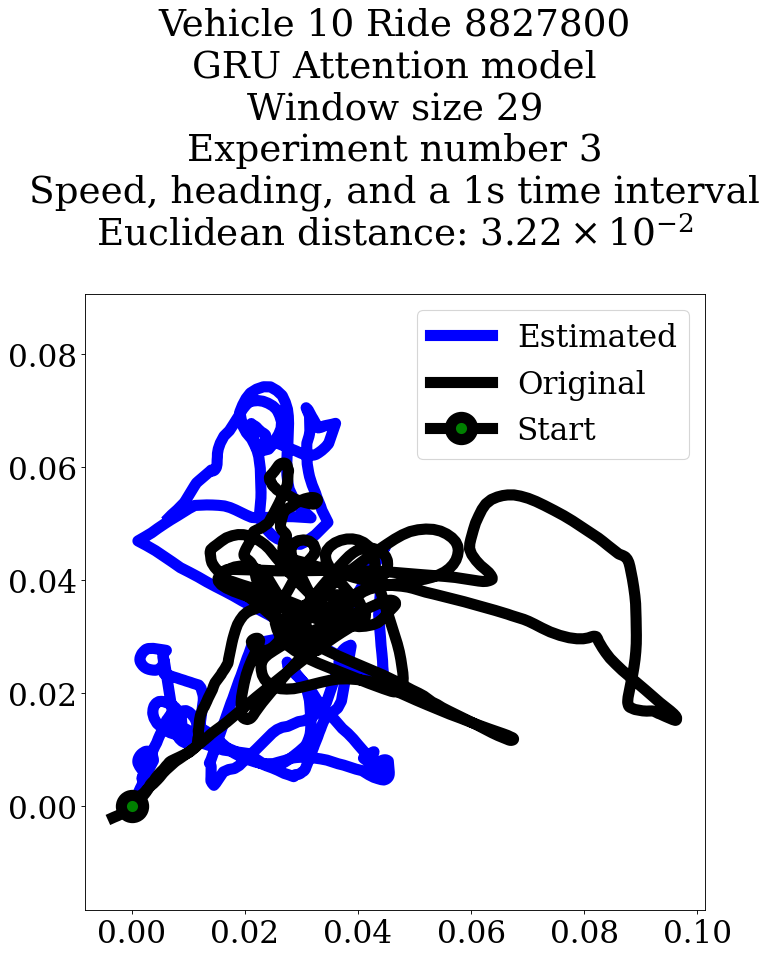 Vehicle 10 Ride 8827800
GRU Attention model
Window size 29
Experiment number 3
Speed, heading, and a 1s time interval
Euclidean distance: 3.22 × 10⁻²
Estimated
Original
Start
0.08
0.06
0.04
0.02
0.00
0.00 0.02 0.04 0.06 0.08 0.10